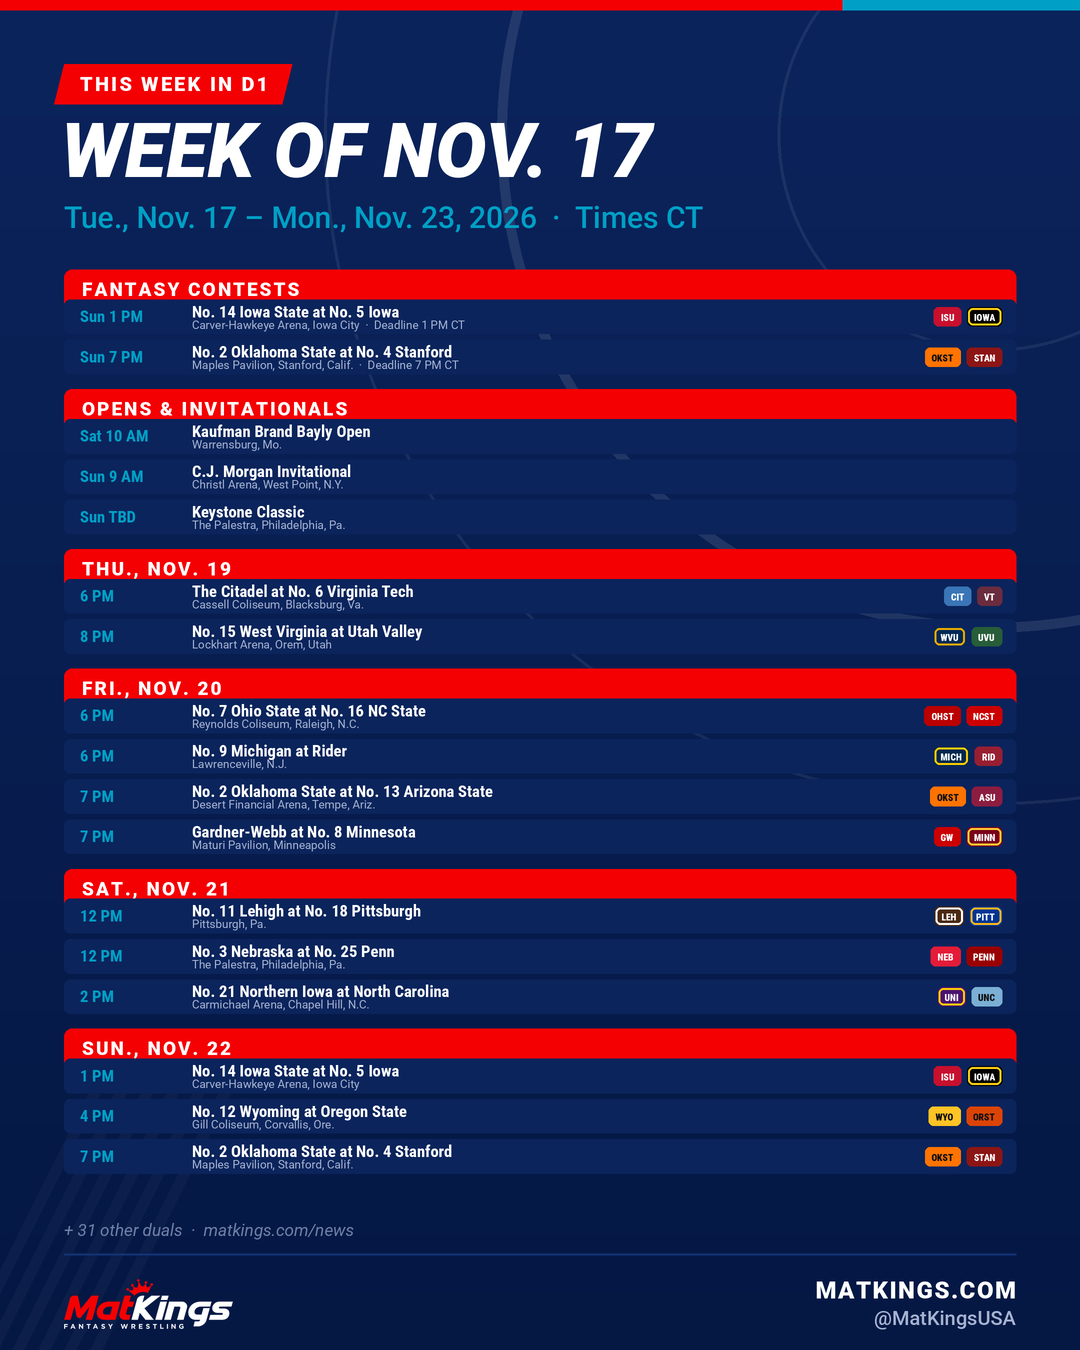 THIS WEEK IN D1
WEEK OF NOV. 17
Tue., Nov. 17 – Mon., Nov. 23, 2026 · Times CT
FANTASY CONTESTS
Sun 1 PM No. 14 Iowa State at No. 5 Iowa ISU IOWA
Carver-Hawkeye Arena, Iowa City · Deadline 1 PM CT
Sun 7 PM No. 2 Oklahoma State at No. 4 Stanford OKST STAN
Maples Pavilion, Stanford, Calif. · Deadline 7 PM CT
OPENS & INVITATIONALS
Sat 10 AM Kaufman Brand Bayly Open
Warrensburg, Mo.
Sun 9 AM C.J. Morgan Invitational
Christl Arena, West Point, N.Y.
Sun TBD Keystone Classic
The Palestra, Philadelphia, Pa.
THU., NOV. 19
6 PM The Citadel at No. 6 Virginia Tech CIT VT
Cassell Coliseum, Blacksburg, Va.
8 PM No. 15 West Virginia at Utah Valley WVU UVU
Lockhart Arena, Orem, Utah
FRI., NOV. 20
6 PM No. 7 Ohio State at No. 16 NC State OHST NCST
Reynolds Coliseum, Raleigh, N.C.
6 PM No. 9 Michigan at Rider MICH RID
Lawrenceville, N.J.
7 PM No. 2 Oklahoma State at No. 13 Arizona State OKST ASU
Desert Financial Arena, Tempe, Ariz.
7 PM Gardner-Webb at No. 8 Minnesota GW MINN
Maturi Pavilion, Minneapolis
SAT., NOV. 21
12 PM No. 11 Lehigh at No. 18 Pittsburgh LEH PITT
Pittsburgh, Pa.
12 PM No. 3 Nebraska at No. 25 Penn NEB PENN
The Palestra, Philadelphia, Pa.
2 PM No. 21 Northern Iowa at North Carolina UNI UNC
Carmichael Arena, Chapel Hill, N.C.
SUN., NOV. 22
1 PM No. 14 Iowa State at No. 5 Iowa ISU IOWA
Carver-Hawkeye Arena, Iowa City
4 PM No. 12 Wyoming at Oregon State WYO ORST
Gill Coliseum, Corvallis, Ore.
7 PM No. 2 Oklahoma State at No. 4 Stanford OKST STAN
Maples Pavilion, Stanford, Calif.
+ 31 other duals · matkings.com/news
MatKings
FANTASY WRESTLING
MATKINGS.COM
@MatKingsUSA